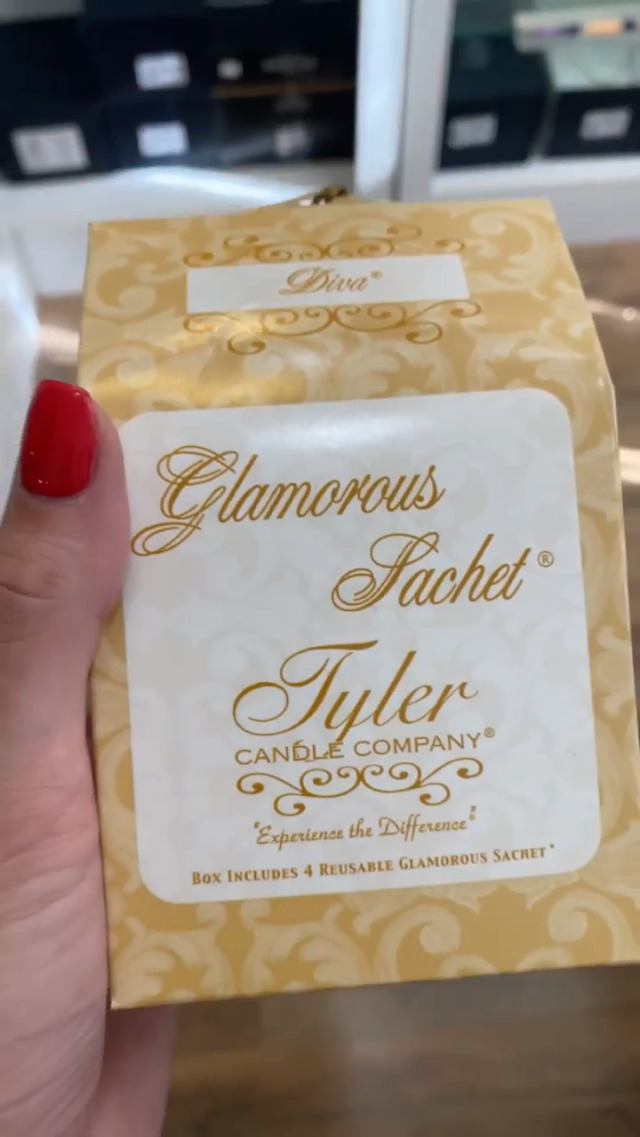 Diva®
Glamorous
Sachet®
Tyler
CANDLE COMPANY®
"Experience the Difference"®
BOX INCLUDES 4 REUSABLE GLAMOROUS SACHET®